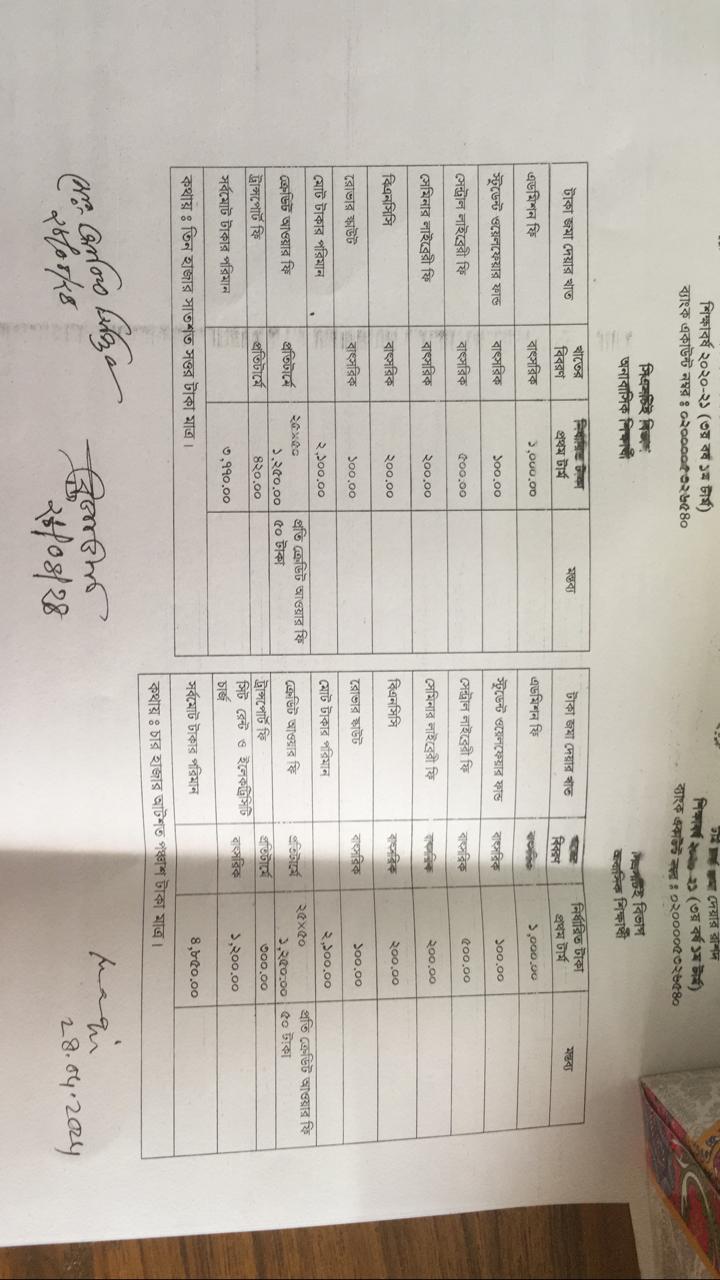 শিক্ষাবর্ষ ২০২০-২১ (৩য় বর্ষ ১ম টার্ম)
ব্যাংক একাউন্ট নম্বর ঃ ০২০০০০৫৩২৬৫৪০
সিএসটিই বিভাগ
অনাবাসিক শিক্ষার্থী
টাকা জমা দেয়ার খাত খাতের বিবরণ নির্ধারিত টাকা প্রথম টার্ম মন্তব্য
এডমিশন ফি বাৎসরিক ১,০০০.০০
স্টুডেন্ট ওয়েলফেয়ার ফান্ড বাৎসরিক ১০০.০০
সেন্ট্রাল লাইব্রেরী ফি বাৎসরিক ৫০০.০০
সেমিনার লাইব্রেরী ফি বাৎসরিক ২০০.০০
বিএনসিসি বাৎসরিক ২০০.০০
রোভার স্কাউট বাৎসরিক ১০০.০০
মোট টাকার পরিমান ২,১০০.০০
ক্রেডিট আওয়ার ফি প্রতিটার্মে ২৫×৫০ ১,২৫০.০০ প্রতি ক্রেডিট আওয়ার ফি ৫০ টাকা
ট্রান্সপোর্ট ফি প্রতিটার্মে ৪২০.০০
সর্বমোট টাকার পরিমান ৩,৭৭০.০০
কথায় ঃ তিন হাজার সাতশত সত্তর টাকা মাত্র।
২৮/০৪/২৪
২৮/০৪/২৪
জমা দেয়ার রশিদ
শিক্ষাবর্ষ ২০২০-২১ (৩য় বর্ষ ১ম টার্ম)
ব্যাংক একাউন্ট নম্বর ঃ ০২০০০০৫৩২৬৫৪০
সিএসটিই বিভাগ
আবাসিক শিক্ষার্থী
টাকা জমা দেয়ার খাত খাতের বিবরণ নির্ধারিত টাকা প্রথম টার্ম মন্তব্য
এডমিশন ফি বাৎসরিক ১,০০০.০০
স্টুডেন্ট ওয়েলফেয়ার ফান্ড বাৎসরিক ১০০.০০
সেন্ট্রাল লাইব্রেরী ফি বাৎসরিক ৫০০.০০
সেমিনার লাইব্রেরী ফি বাৎসরিক ২০০.০০
বিএনসিসি বাৎসরিক ২০০.০০
রোভার স্কাউট বাৎসরিক ১০০.০০
মোট টাকার পরিমান ২,১০০.০০
ক্রেডিট আওয়ার ফি প্রতিটার্মে ২৫×৫০ ১,২৫০.০০ প্রতি ক্রেডিট আওয়ার ফি ৫০ টাকা
ট্রান্সপোর্ট ফি প্রতিটার্মে ৩০০.০০
সিট রেন্ট ও ইলেকট্রিসিটি চার্জ বাৎসরিক ১,২০০.০০
সর্বমোট টাকার পরিমান ৪,৮৫০.০০
কথায় ঃ চার হাজার আটশত পঞ্চাশ টাকা মাত্র।
28.04.2024